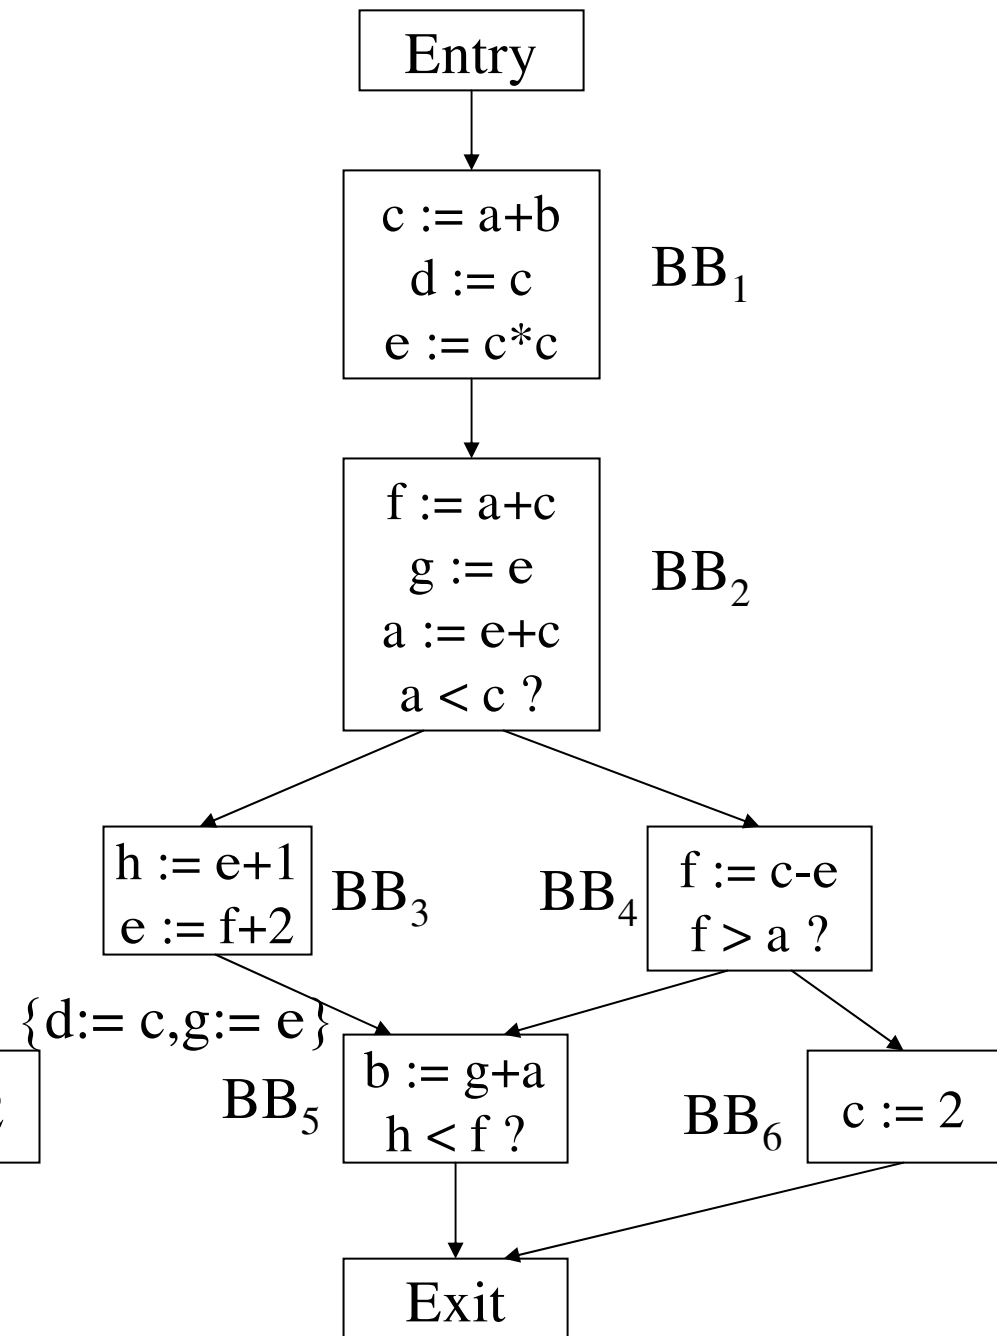 Entry
c := a+b
d := c
e := c*c
BB1
f := a+c
g := e
a := e+c
a < c ?
BB2
h := e+1
e := f+2
BB3
BB4
f := c-e
f > a ?
{d:= c,g:= e}
b := g+a
h < f ?
BB5
BB6
c := 2
Exit